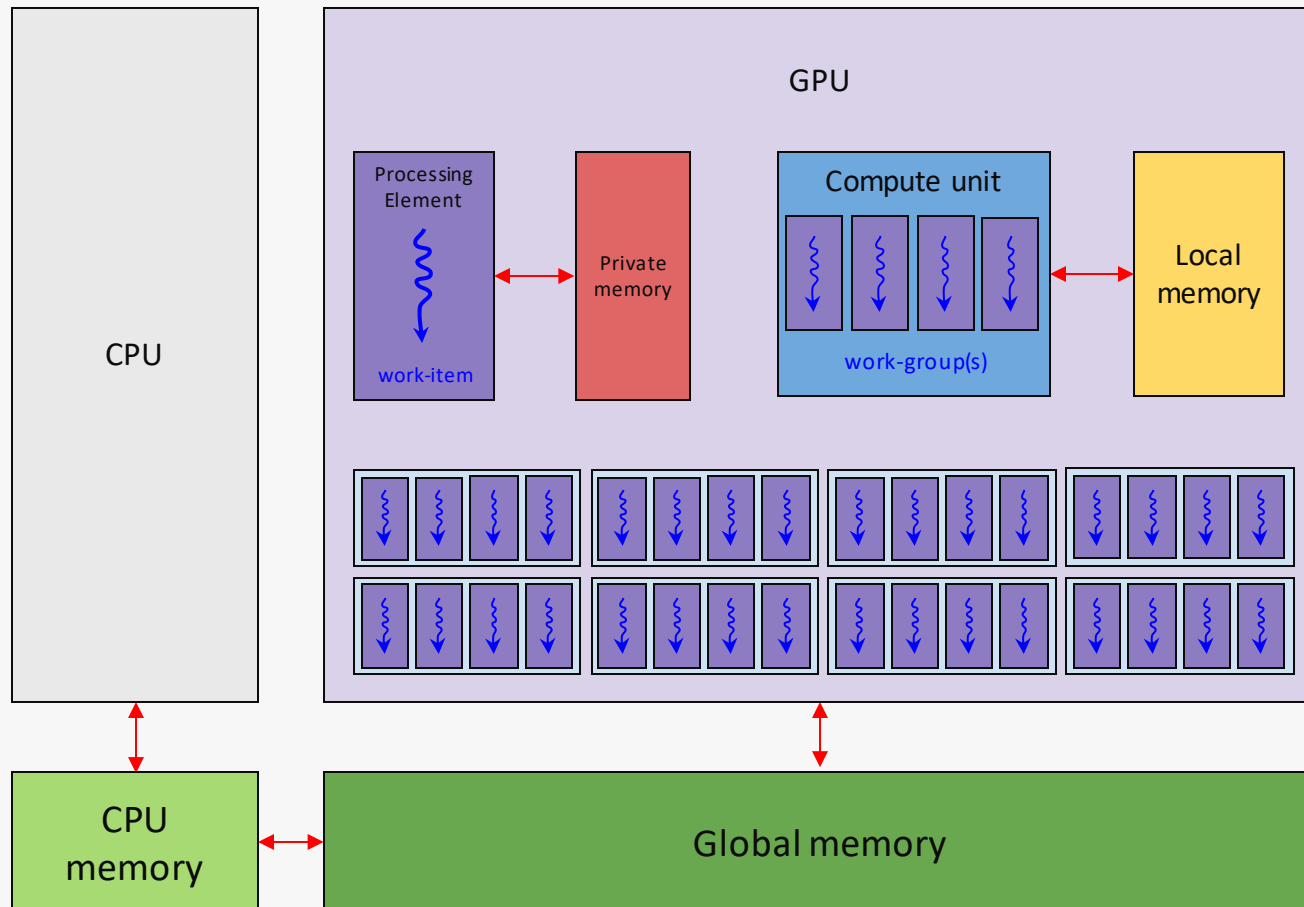 GPU
CPU
Processing
Element
work-item
Private
memory
Compute unit
work-group(s)
Local
memory
CPU
memory
Global memory